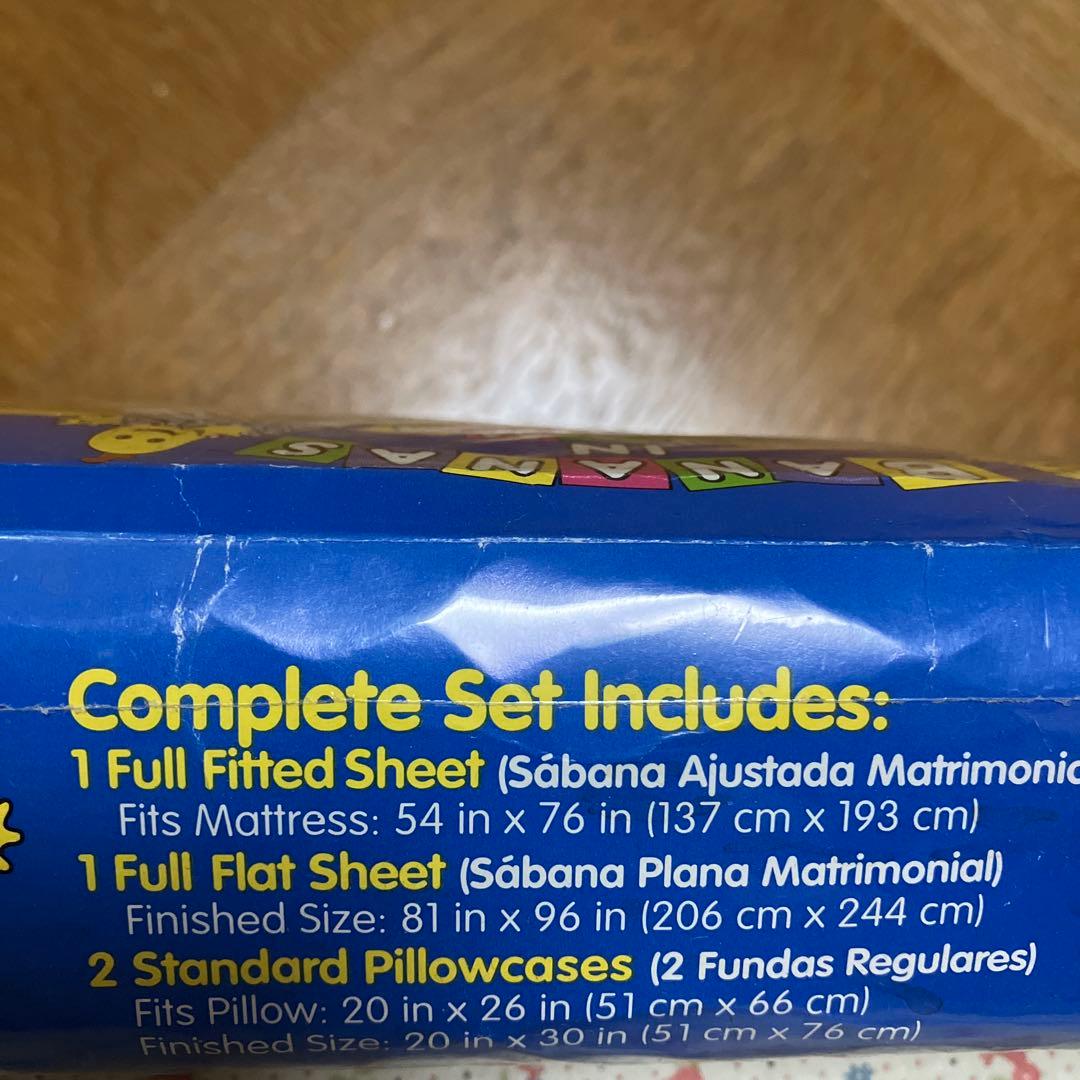 BANANAS
IN
Complete Set Includes:
1 Full Fitted Sheet (Sábana Ajustada
Fits Mattress: 54 in x 76 in (137 cm x 193 cm)
1 Full Flat Sheet (Sábana Plana Matrimonial)
Finished Size: 81 in x 96 in (206 cm x 244 cm)
2 Standard Pillowcases (2 Fundas Regulares)
Fits Pillow: 20 in x 26 in (51 cm x 66 cm)
Finished Size: 20 in x 30 in (51 cm x 76 cm)